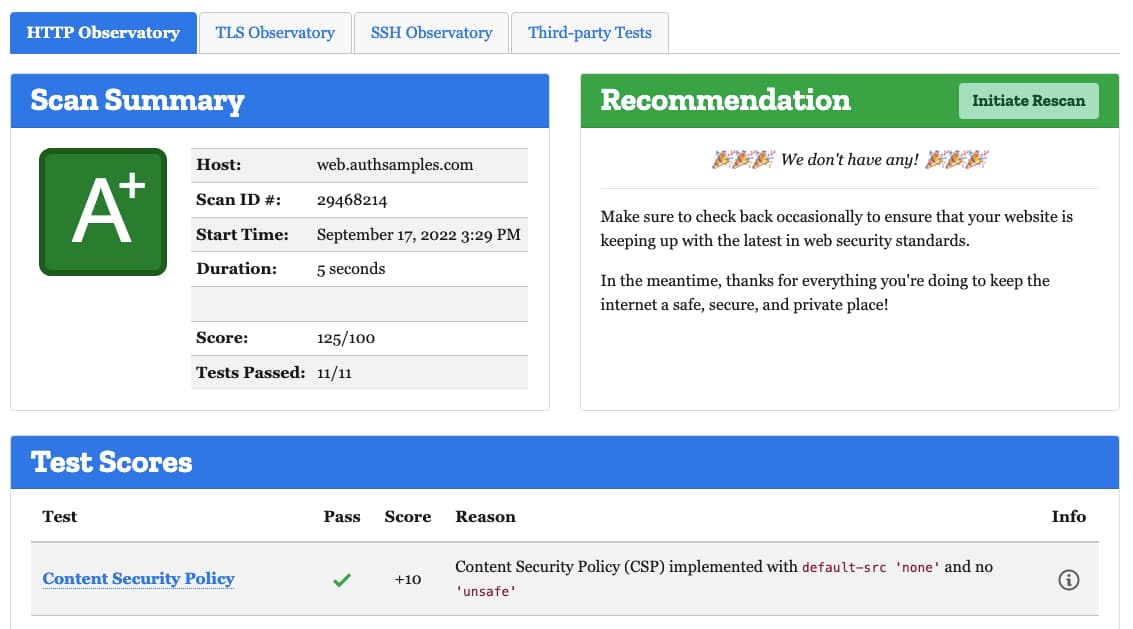 HTTP Observatory
TLS Observatory
SSH Observatory
Third-party Tests
Scan Summary
A+
Host: web.authsamples.com
Scan ID #: 29468214
Start Time: September 17, 2022 3:29 PM
Duration: 5 seconds
Score: 125/100
Tests Passed: 11/11
Recommendation
Initiate Rescan
🎉🎉🎉 We don't have any! 🎉🎉🎉
Make sure to check back occasionally to ensure that your website is
keeping up with the latest in web security standards.
In the meantime, thanks for everything you're doing to keep the
internet a safe, secure, and private place!
Test Scores
Test Pass Score Reason Info
Content Security Policy ✓ +10 Content Security Policy (CSP) implemented with default-src 'none' and no
'unsafe'